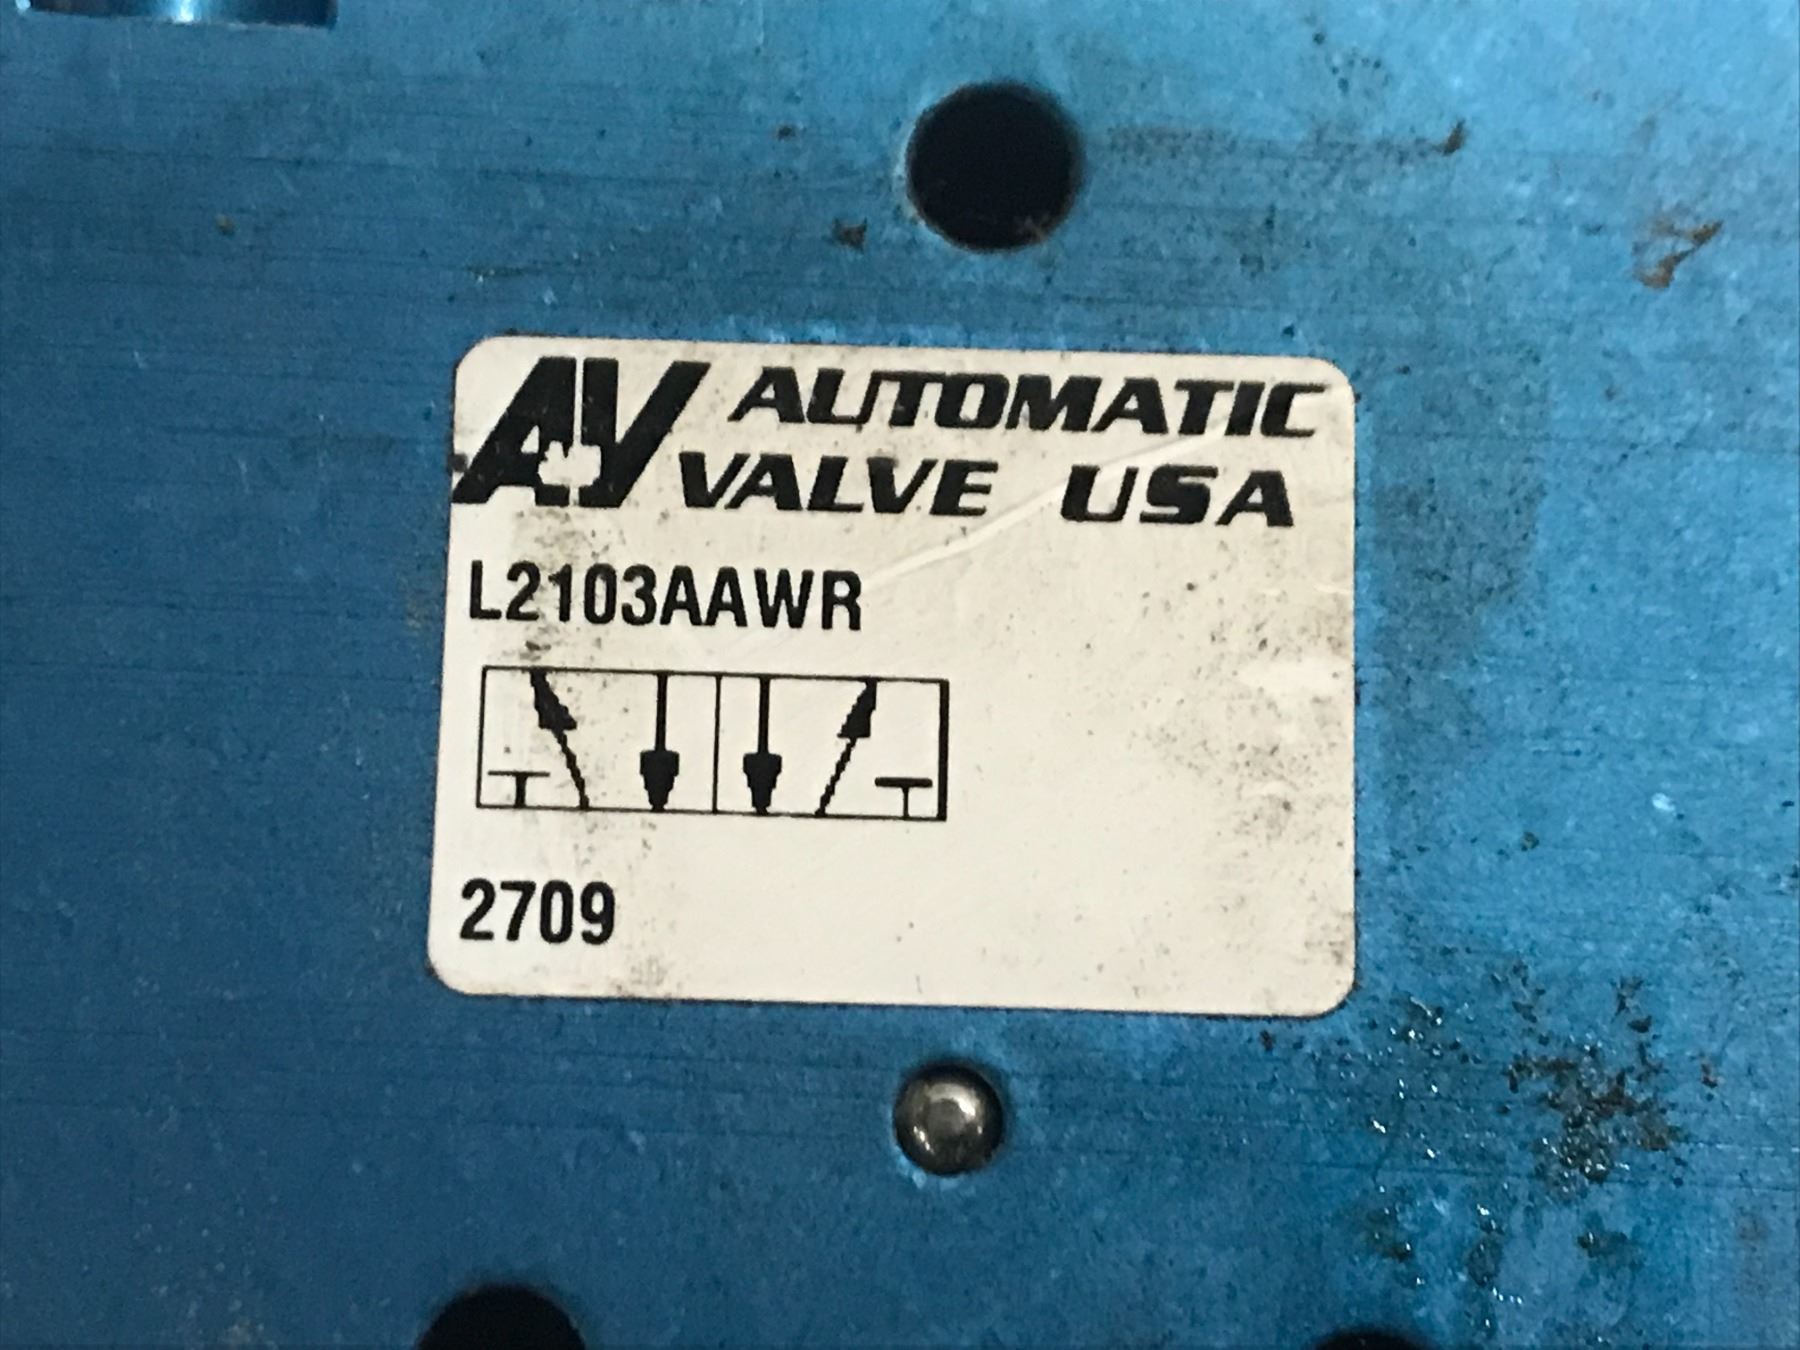 AV AUTOMATIC
VALVE USA
L2103AAWR
2709